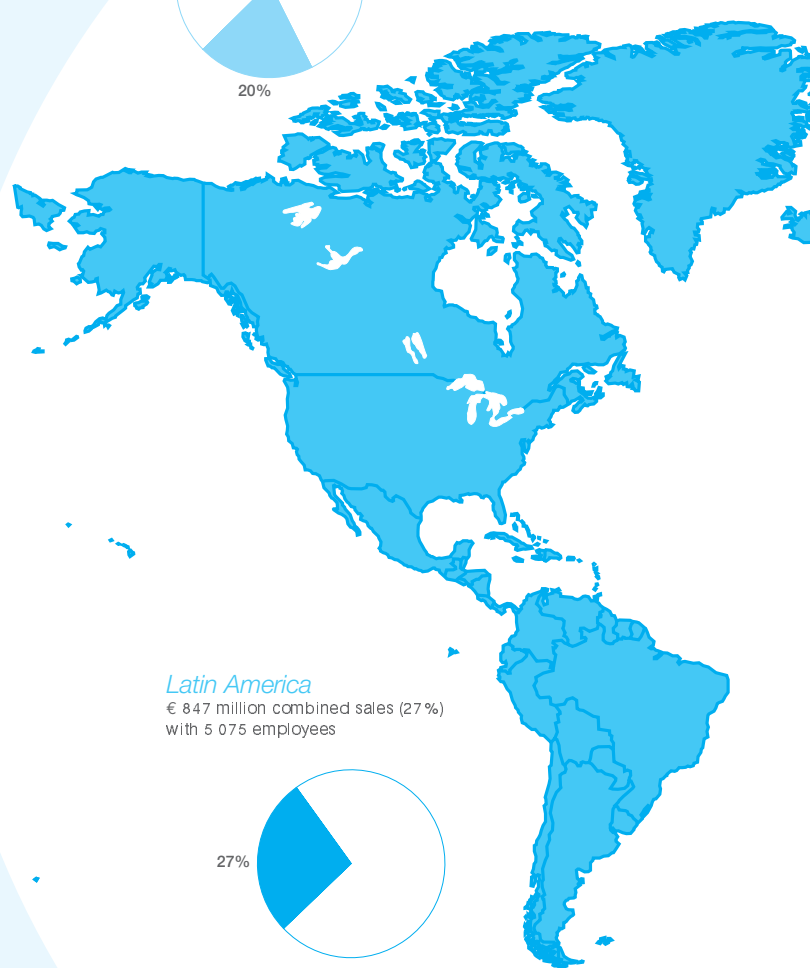 20%
Latin America
€ 847 million combined sales (27%)
with 5 075 employees
27%